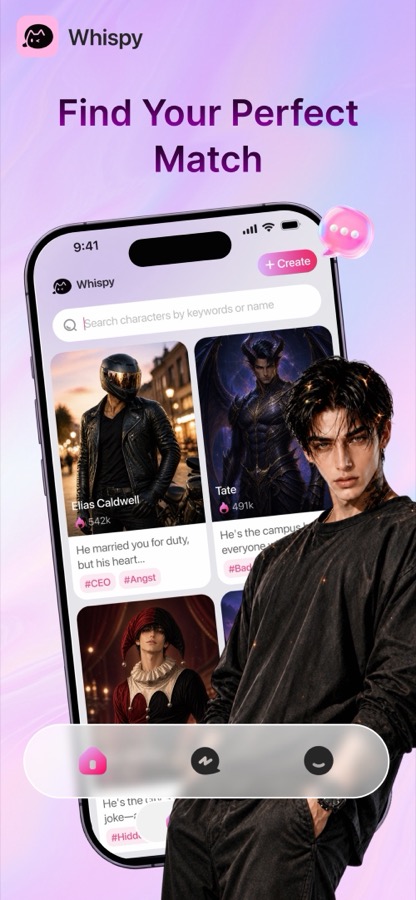 Whispy
Find Your Perfect
Match
9:41
Whispy
+ Create
Search characters by keywords or name
Elias Caldwell
542k
Tate
491k
He married you for duty,
but his heart...
#CEO #Angst
He's the campus
everyone
#Bad
He's the
joke—
#Hidd